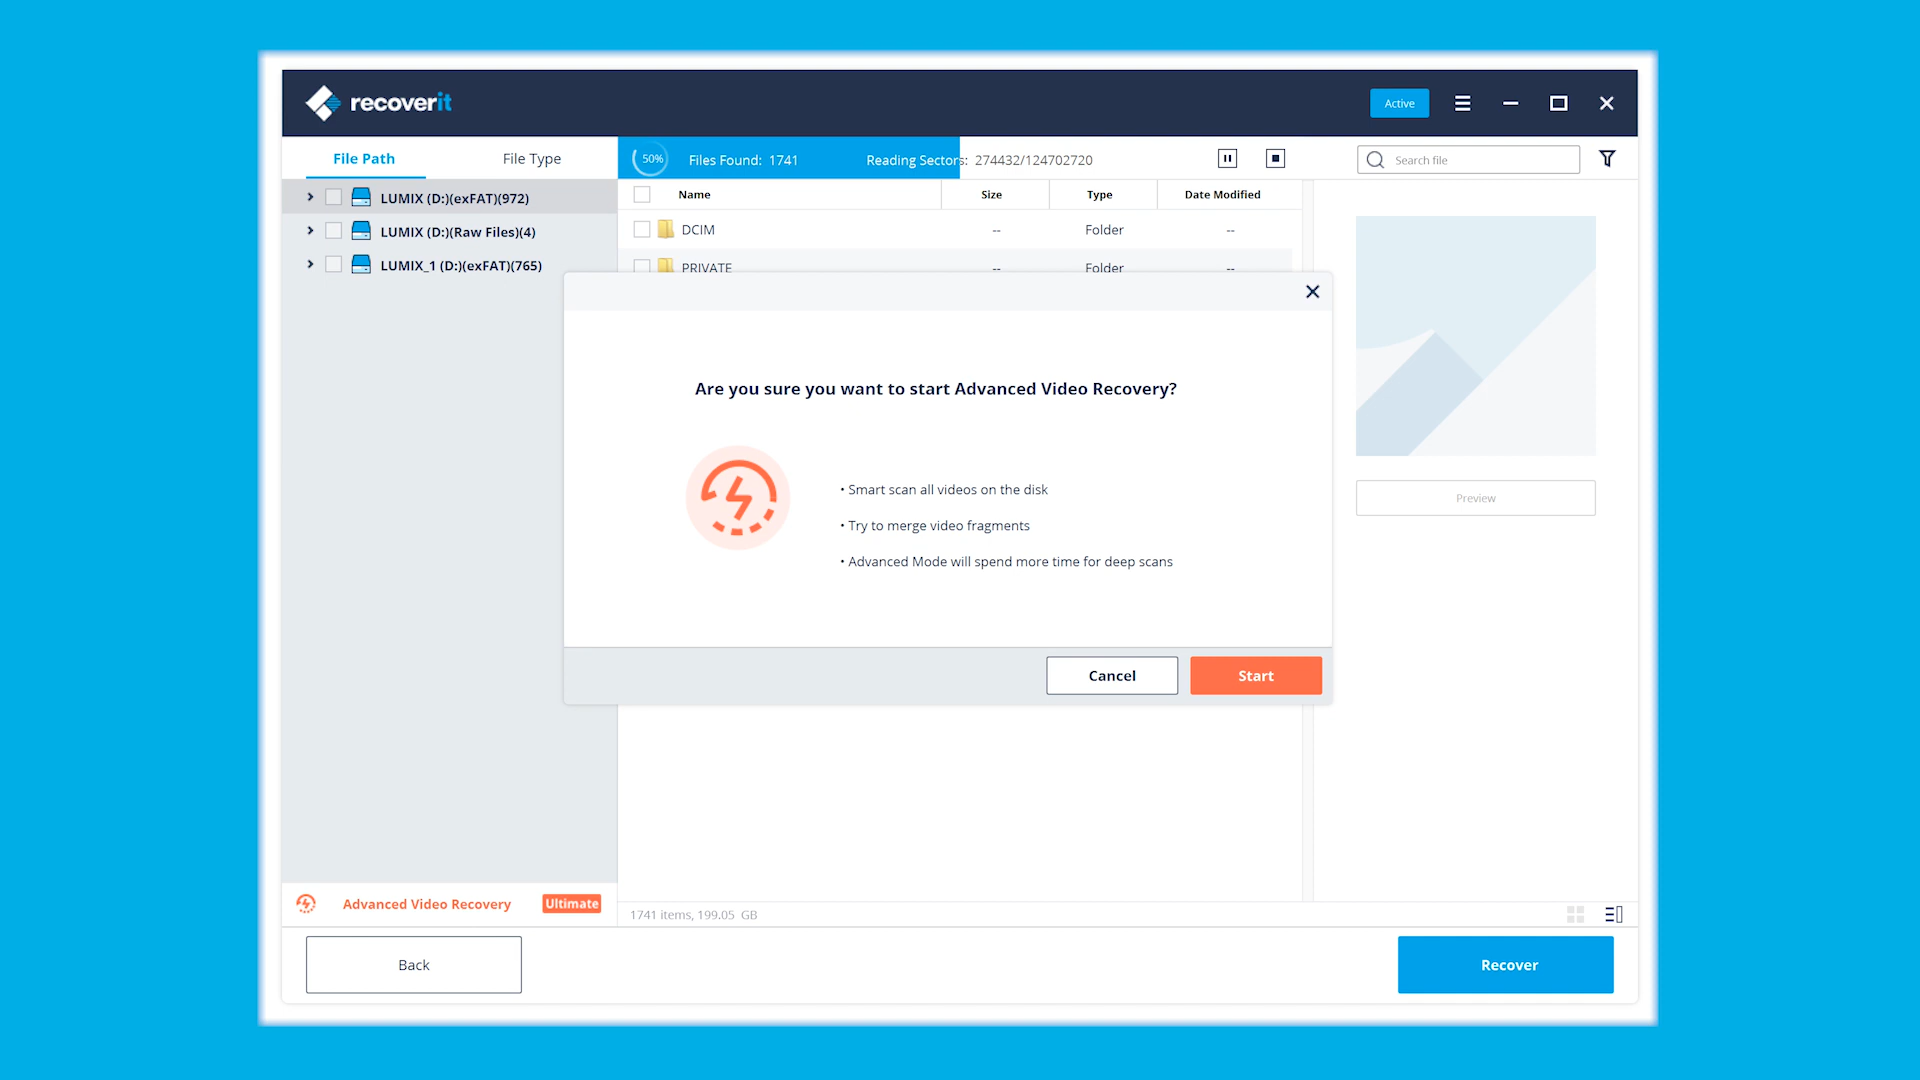 recoverit
Active
File Path
File Type
50%
Files Found: 1741
Reading Sectors: 274432/124702720
Search file
LUMIX (D:)(exFAT)(972)
LUMIX (D:)(Raw Files)(4)
LUMIX_1 (D:)(exFAT)(765)
Name
Size
Type
Date Modified
DCIM
--
Folder
--
PRIVATE
--
Folder
--
Are you sure you want to start Advanced Video Recovery?
• Smart scan all videos on the disk
• Try to merge video fragments
• Advanced Mode will spend more time for deep scans
Cancel
Start
Preview
Advanced Video Recovery
Ultimate
1741 items, 199.05 GB
Back
Recover